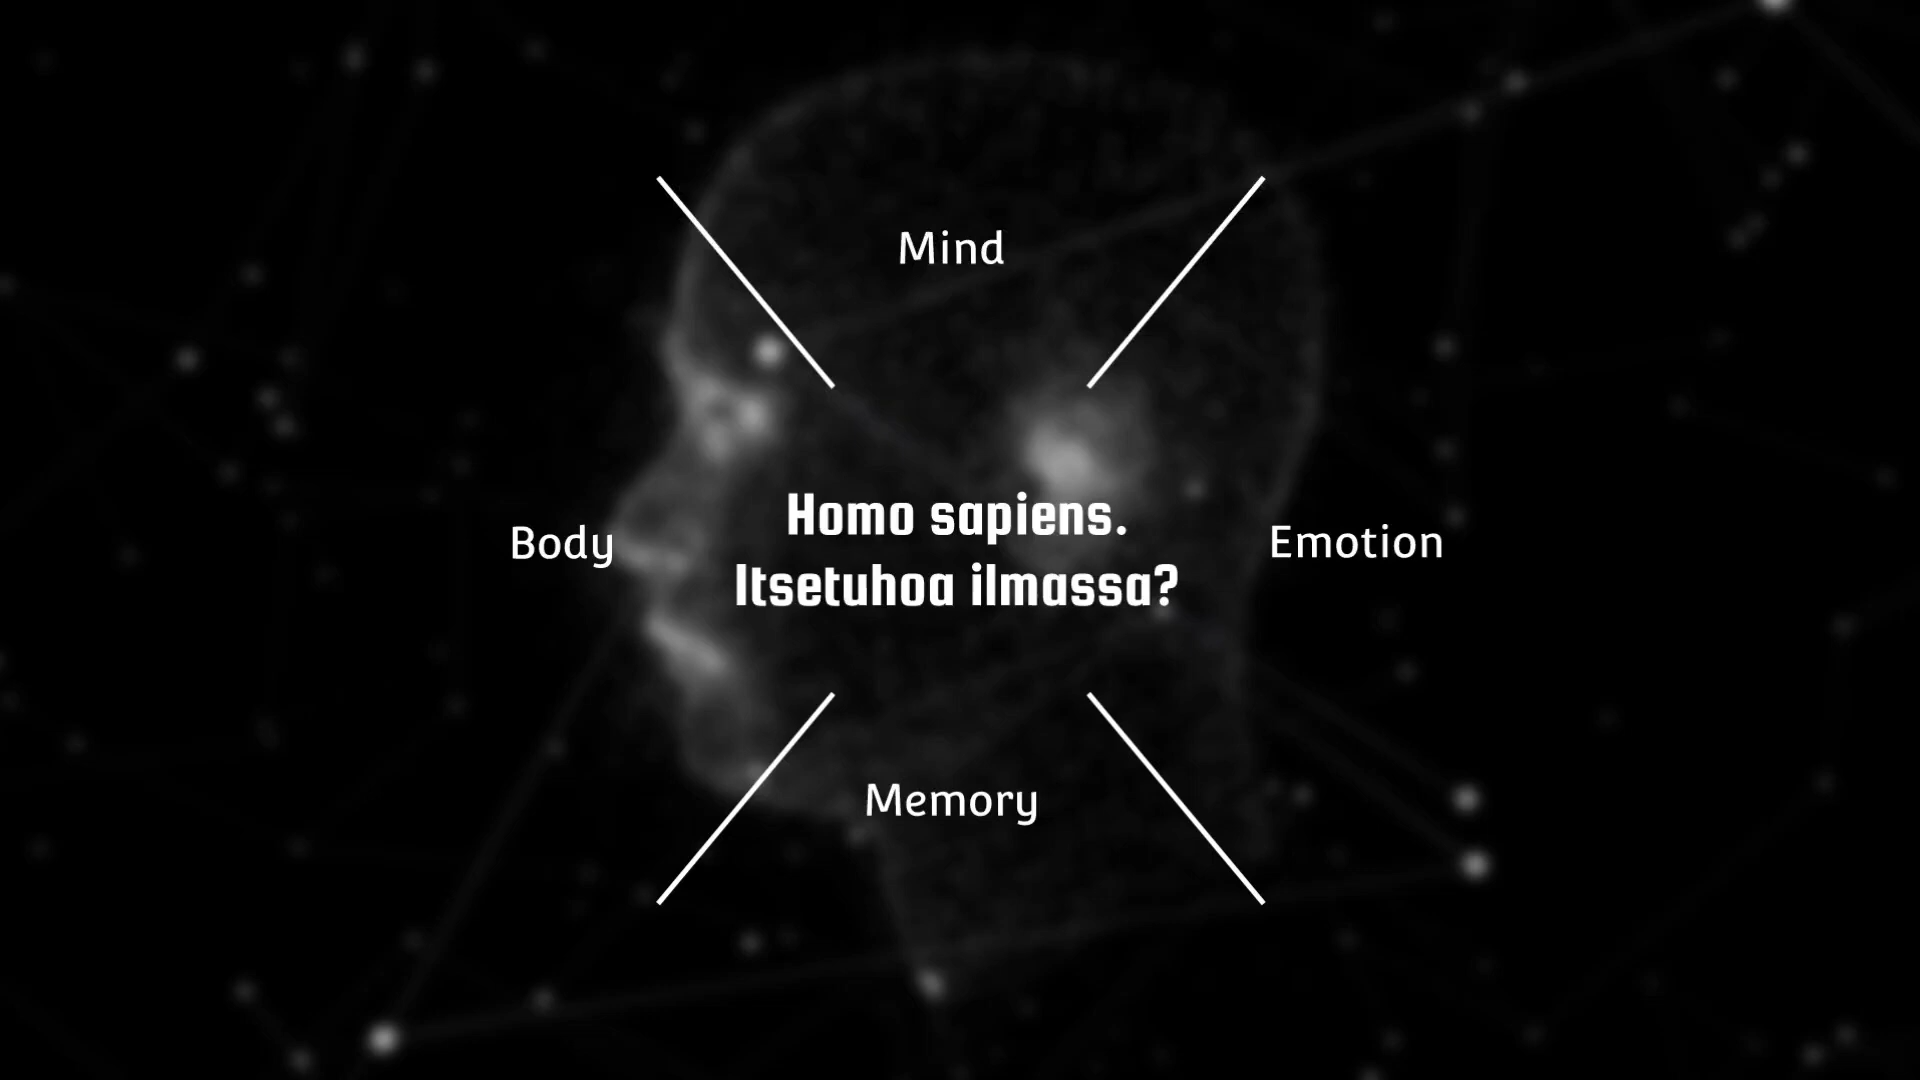 Mind
Body
Homo sapiens.
Itsetuhoa ilmassa?
Emotion
Memory